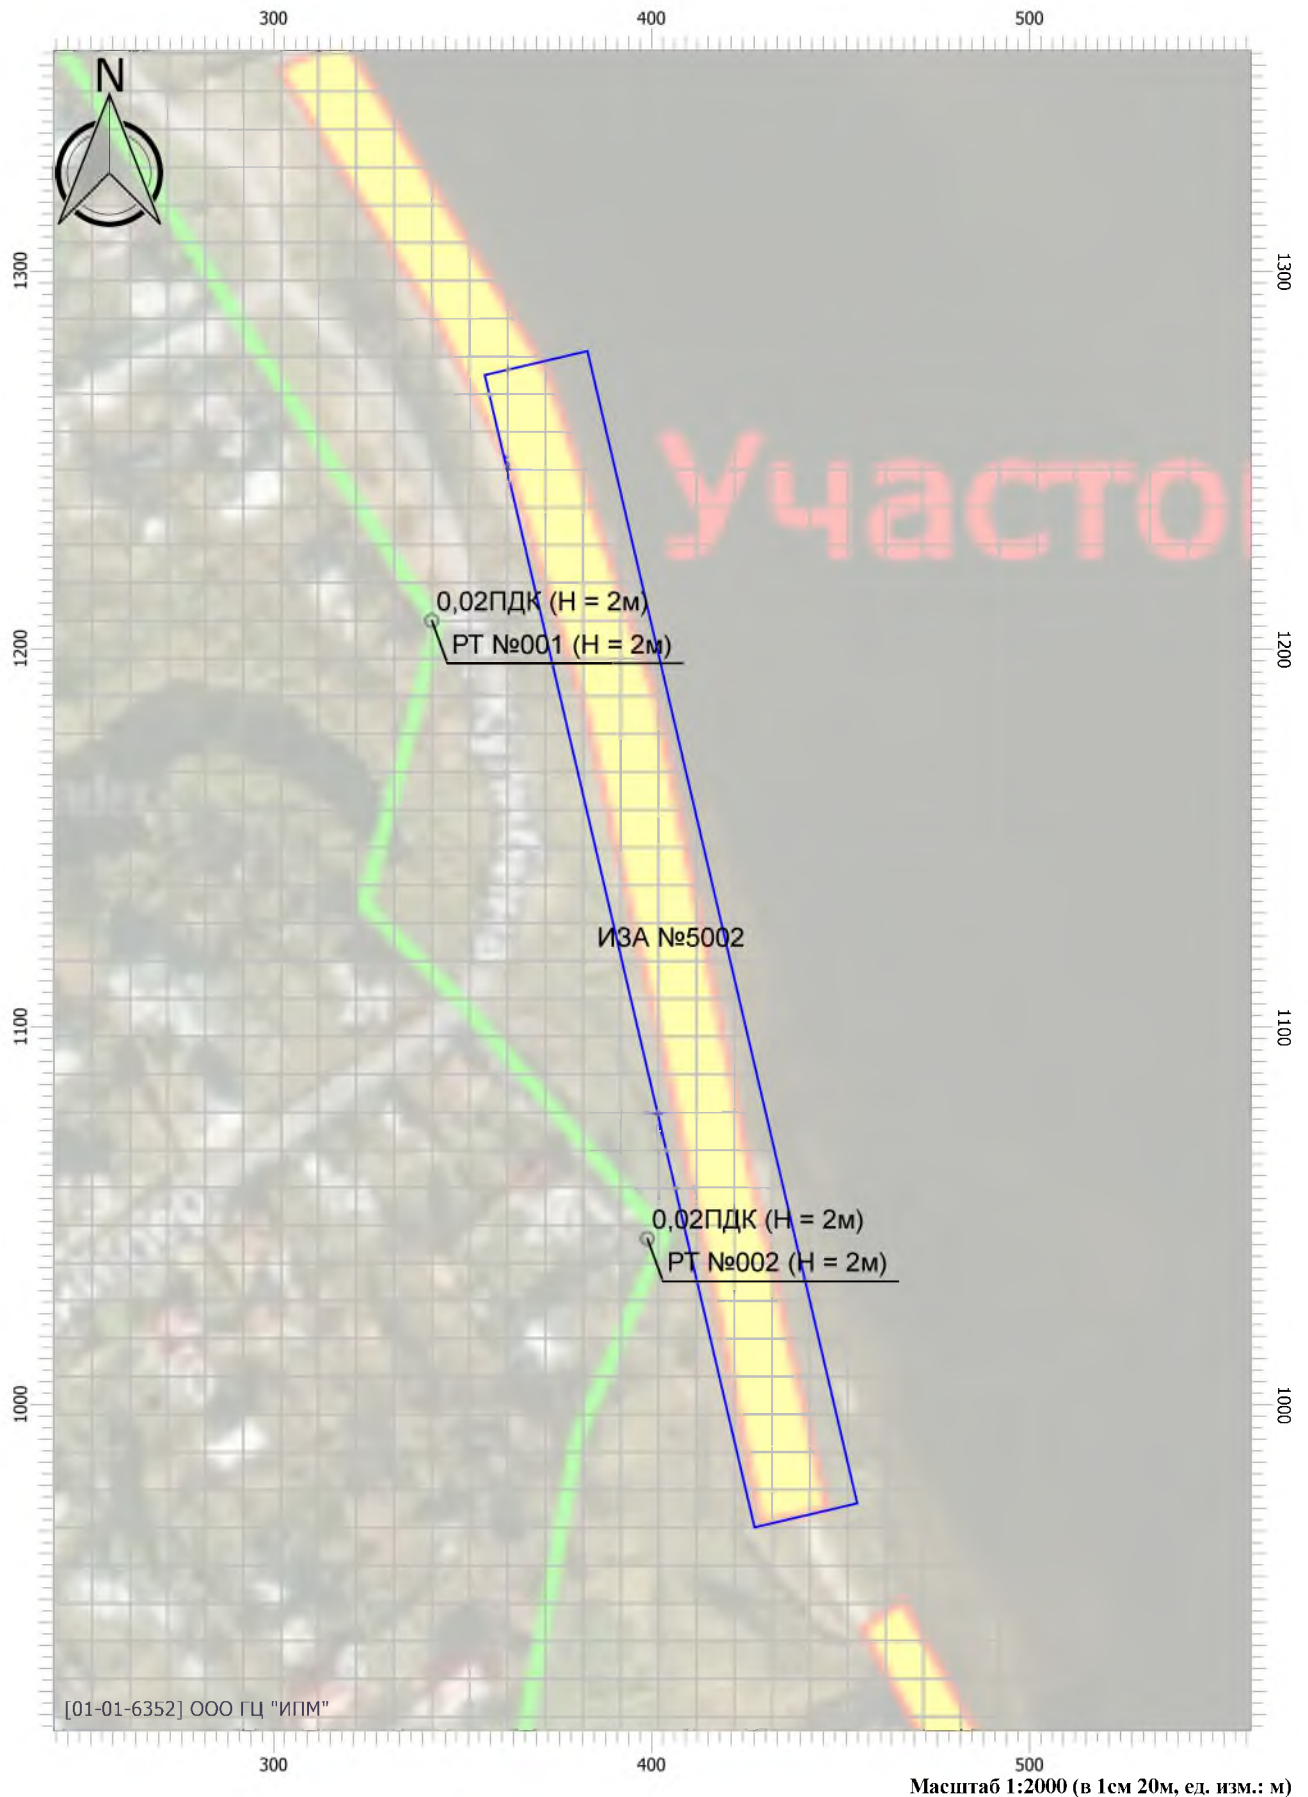 300 400 500
N
1300 1300
Участо
0,02ПДК (H = 2м)
РТ №001 (H = 2м)
1200 1200
ИЗА №5002
1100 1100
0,02ПДК (H = 2м)
РТ №002 (H = 2м)
1000 1000
[01-01-6352] ООО ГЦ "ИПМ"
300 400 500
Масштаб 1:2000 (в 1см 20м, ед. изм.: м)